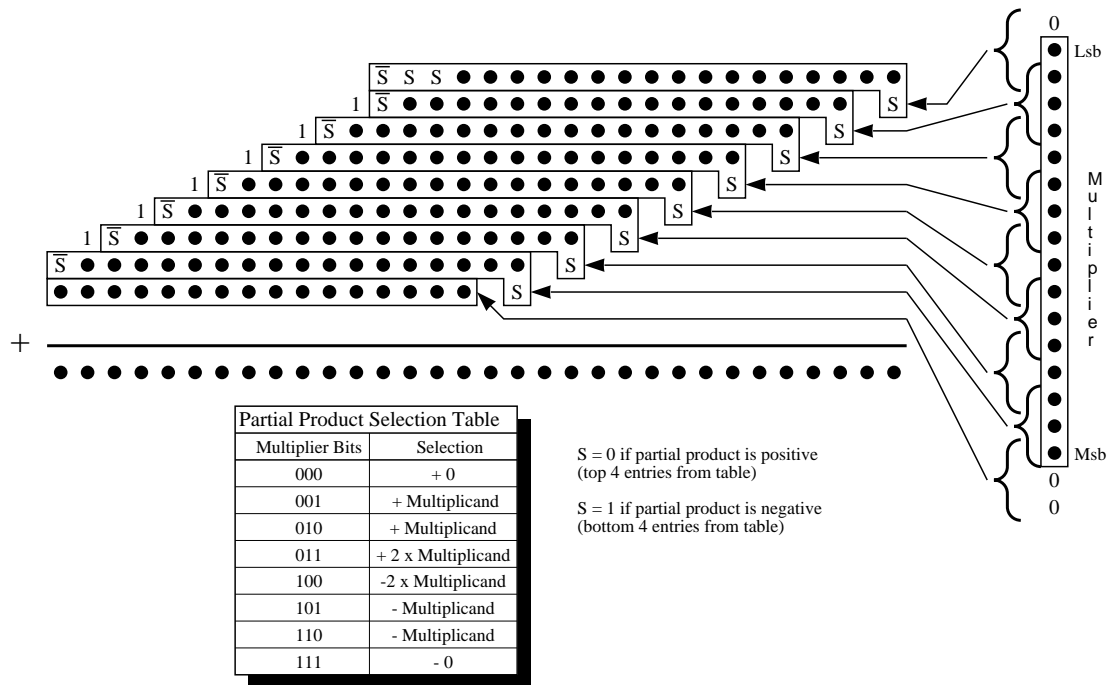 0
Lsb
S̅ S S
S
1 S̅
S
1 S̅
S
1 S̅
S
1 S̅
S
1 S̅
S
1 S̅
S
S̅
S
Multiplier
+
Msb
0
0
Partial Product Selection Table
Multiplier Bits Selection
000 + 0
001 + Multiplicand
010 + Multiplicand
011 + 2 x Multiplicand
100 -2 x Multiplicand
101 - Multiplicand
110 - Multiplicand
111 - 0
S = 0 if partial product is positive
(top 4 entries from table)
S = 1 if partial product is negative
(bottom 4 entries from table)